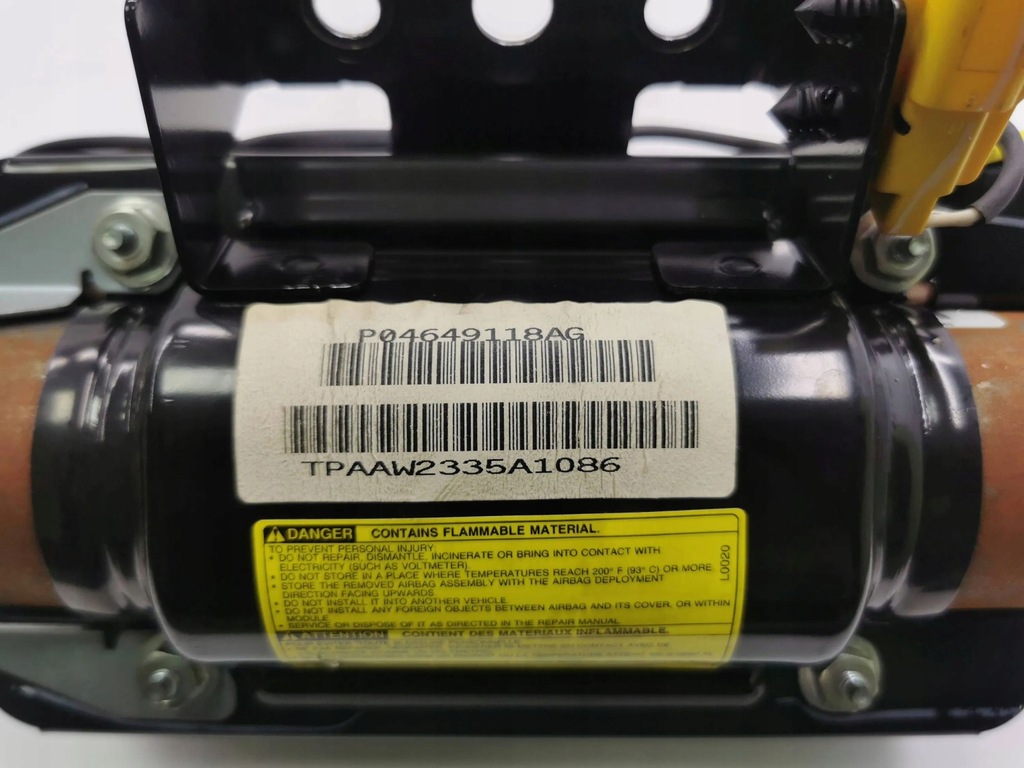 P04649118AG
TPAAW2335A1086
DANGER CONTAINS FLAMMABLE MATERIAL.
TO PREVENT PERSONAL INJURY
• DO NOT REPAIR, DISMANTLE, INCINERATE OR BRING INTO CONTACT WITH
ELECTRICITY (SUCH AS VOLTMETER).
• DO NOT STORE IN A PLACE WHERE TEMPERATURES REACH 200° F (93° C) OR MORE
• STORE THE REMOVED AIRBAG ASSEMBLY WITH THE AIRBAG DEPLOYMENT
DIRECTION FACING UPWARDS
• DO NOT INSTALL IT INTO ANOTHER VEHICLE
• DO NOT INSTALL ANY FOREIGN OBJECTS BETWEEN AIRBAG AND ITS COVER, OR WITHIN
MODULE
• SERVICE OR DISPOSE OF IT AS DIRECTED IN THE REPAIR MANUAL
L0020
ATTENTION CONTIENT DES MATERIAUX INFLAMMABLE.